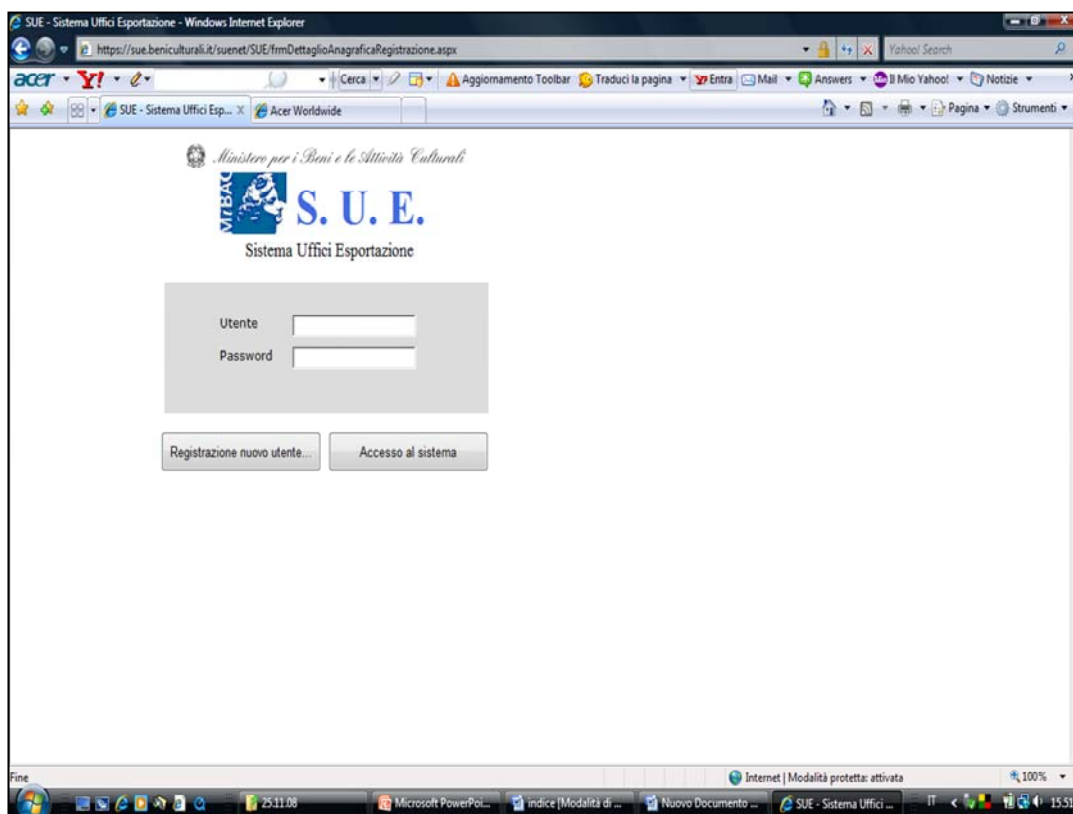 SUE - Sistema Uffici Esportazione - Windows Internet Explorer
https://sue.beniculturali.it/suenet/SUE/frmDettaglioAnagraficaRegistrazione.aspx
Yahoo! Search
acer Y! Cerca Aggiornamento Toolbar Traduci la pagina Entra Mail Answers Il Mio Yahoo! Notizie
SUE - Sistema Uffici Esp... X Acer Worldwide Pagina Strumenti
Ministero per i Beni e le Attività Culturali
MiBAC
S. U. E.
Sistema Uffici Esportazione
Utente
Password
Registrazione nuovo utente... Accesso al sistema
Fine Internet | Modalità protetta: attivata 100%
25.11.08 Microsoft PowerPoi... indice [Modalità di ... Nuovo Documento ... SUE - Sistema Uffici ... IT 15.51